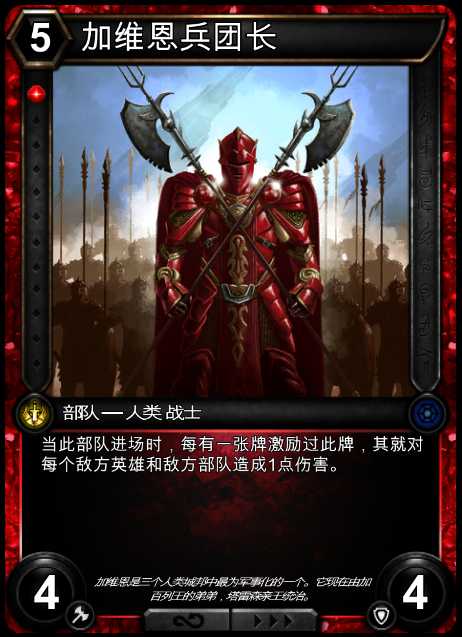 5 加维恩兵团长
部队 — 人类 战士
当此部队进场时，每有一张牌激励过此牌，其就对
每个敌方英雄和敌方部队造成1点伤害。
加维恩是三个人类城邦中最为军事化的一个。它现在由加
百列王的弟弟，塔雷森亲王统治。
4 4